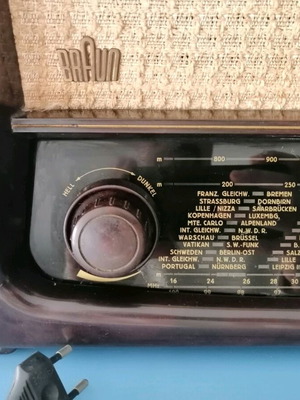 BRAUN
HELL DUNKEL
m 800 900
m 200 250
FRANZ. GLEICHW. BREMEN
STRASSBURG DORNBIRN
LILLE / NIZZA SAARBRÜCKEN
KOPENHAGEN LUXEMBG.
MTE. CARLO ALPENLAND
INT. GLEICHW. N.W.D.R.
WARSCHAU BRÜSSEL
VATIKAN S.W.-FUNK
SCHWEDEN BERLIN-OST SALZ
INT. GLEICHW. N.W.D.R. LILLE
PORTUGAL NÜRNBERG LEIPZIG
m 16 24 26 28 30